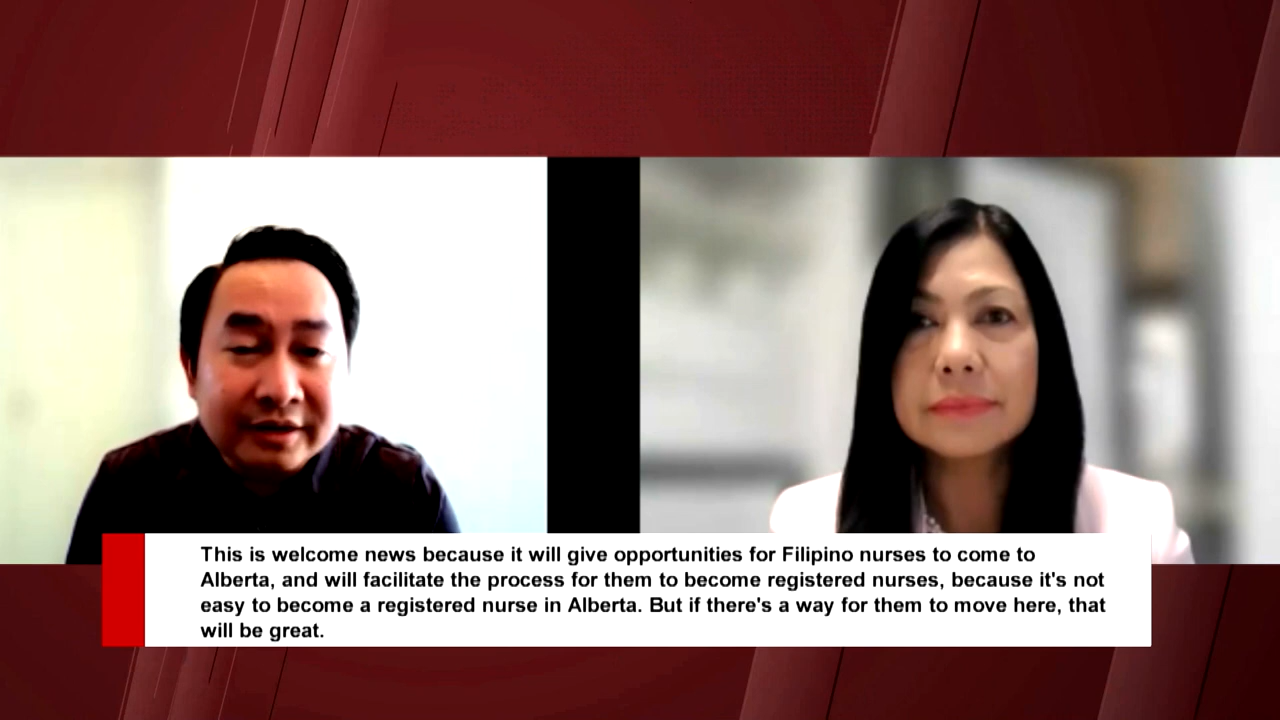 This is welcome news because it will give opportunities for Filipino nurses to come to
Alberta, and will facilitate the process for them to become registered nurses, because it's not
easy to become a registered nurse in Alberta. But if there's a way for them to move here, that
will be great.